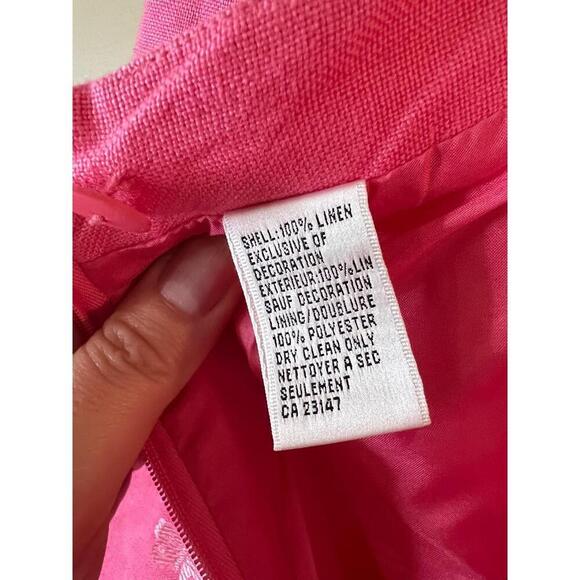 SHELL:100% LINEN
EXCLUSIVE OF
DECORATION
EXTERIEUR:100% LIN
SAUF DECORATION
LINING/DOUBLURE
100% POLYESTER
DRY CLEAN ONLY
NETTOYER A SEC
SEULEMENT
CA 23147